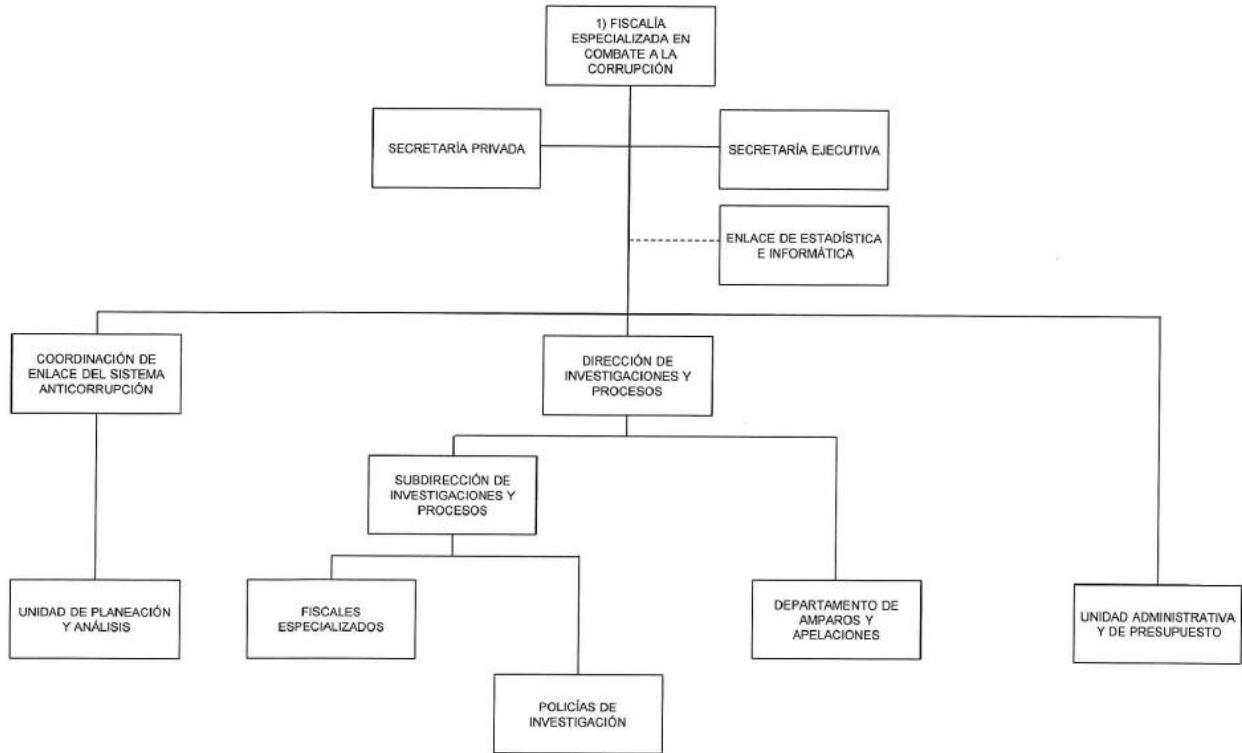 1) FISCALÍA
ESPECIALIZADA EN
COMBATE A LA
CORRUPCIÓN
SECRETARÍA PRIVADA
SECRETARÍA EJECUTIVA
ENLACE DE ESTADÍSTICA
E INFORMÁTICA
COORDINACIÓN DE
ENLACE DEL SISTEMA
ANTICORRUPCIÓN
DIRECCIÓN DE
INVESTIGACIONES Y
PROCESOS
SUBDIRECCIÓN DE
INVESTIGACIONES Y
PROCESOS
UNIDAD DE PLANEACIÓN
Y ANÁLISIS
FISCALES
ESPECIALIZADOS
DEPARTAMENTO DE
AMPAROS Y
APELACIONES
UNIDAD ADMINISTRATIVA
Y DE PRESUPUESTO
POLICÍAS DE
INVESTIGACIÓN